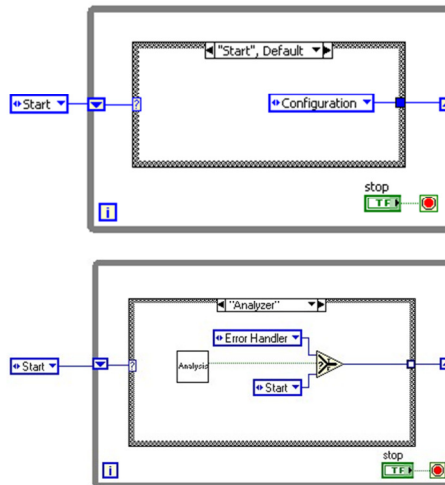 "Start", Default
Start
Configuration
?
stop
TF
i
"Analyzer"
Error Handler
Start
?
Analysis
?
Start
stop
TF
i